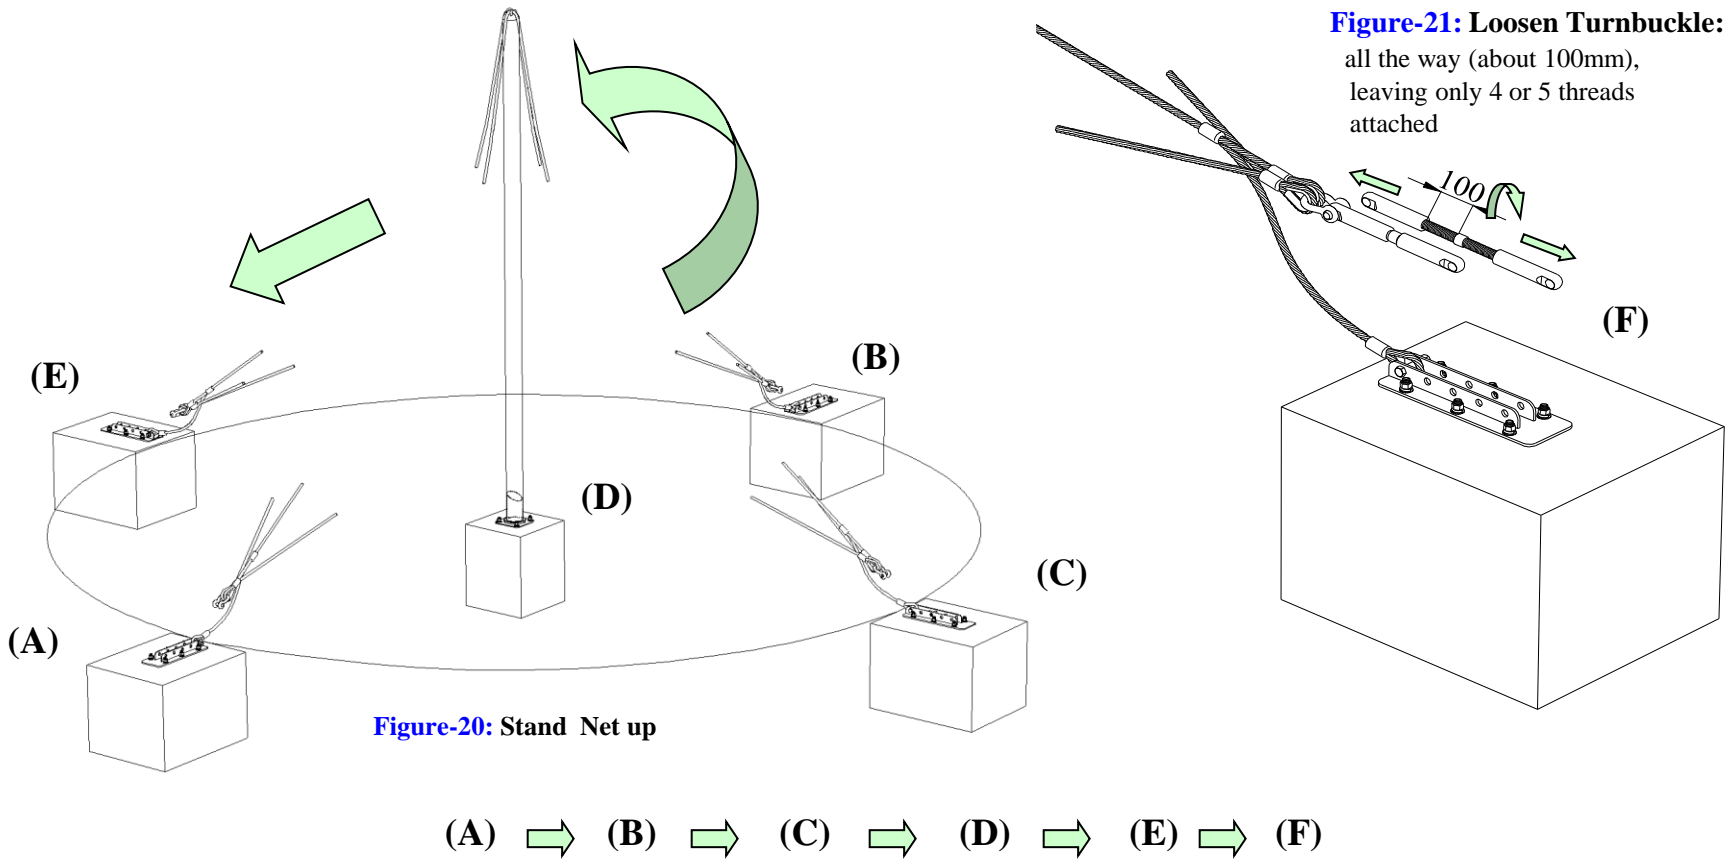 Figure-21: Loosen Turnbuckle:
all the way (about 100mm),
leaving only 4 or 5 threads
attached
100
(F)
(E)
(B)
(D)
(C)
(A)
Figure-20: Stand Net up
(A) (B) (C) (D) (E) (F)